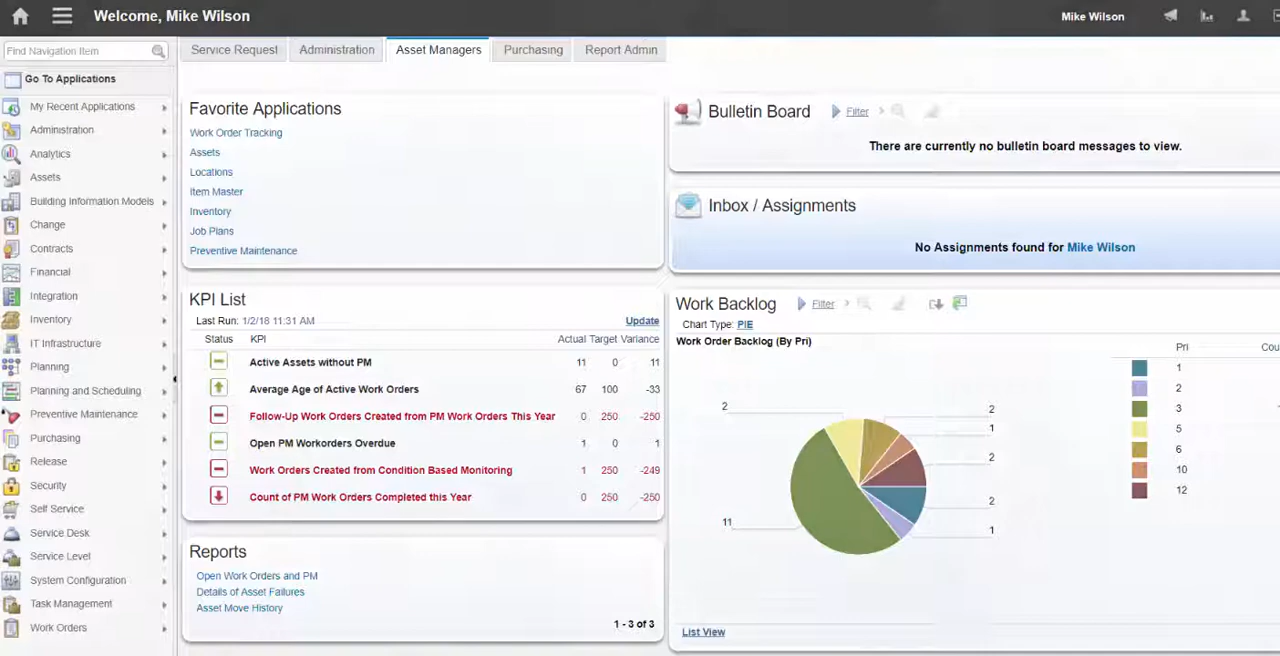 Welcome, Mike Wilson
Mike Wilson
Find Navigation Item
Service Request
Administration
Asset Managers
Purchasing
Report Admin
Go To Applications
My Recent Applications
Administration
Analytics
Assets
Building Information Models
Change
Contracts
Financial
Integration
Inventory
IT Infrastructure
Planning
Planning and Scheduling
Preventive Maintenance
Purchasing
Release
Security
Self Service
Service Desk
Service Level
System Configuration
Task Management
Work Orders
Favorite Applications
Work Order Tracking
Assets
Locations
Item Master
Inventory
Job Plans
Preventive Maintenance
KPI List
Last Run: 1/2/18 11:31 AM
Update
Status KPI Actual Target Variance
Active Assets without PM 11 0 11
Average Age of Active Work Orders 67 100 -33
Follow-Up Work Orders Created from PM Work Orders This Year 0 250 -250
Open PM Workorders Overdue 1 0 1
Work Orders Created from Condition Based Monitoring 1 250 -249
Count of PM Work Orders Completed this Year 0 250 -250
Reports
Open Work Orders and PM
Details of Asset Failures
Asset Move History
1 - 3 of 3
Bulletin Board Filter
There are currently no bulletin board messages to view.
Inbox / Assignments
No Assignments found for Mike Wilson
Work Backlog Filter
Chart Type: PIE
Work Order Backlog (By Pri)
2
2
1
2
11
2
1
Pri Cou
1
2
3
5
6
10
12
List View